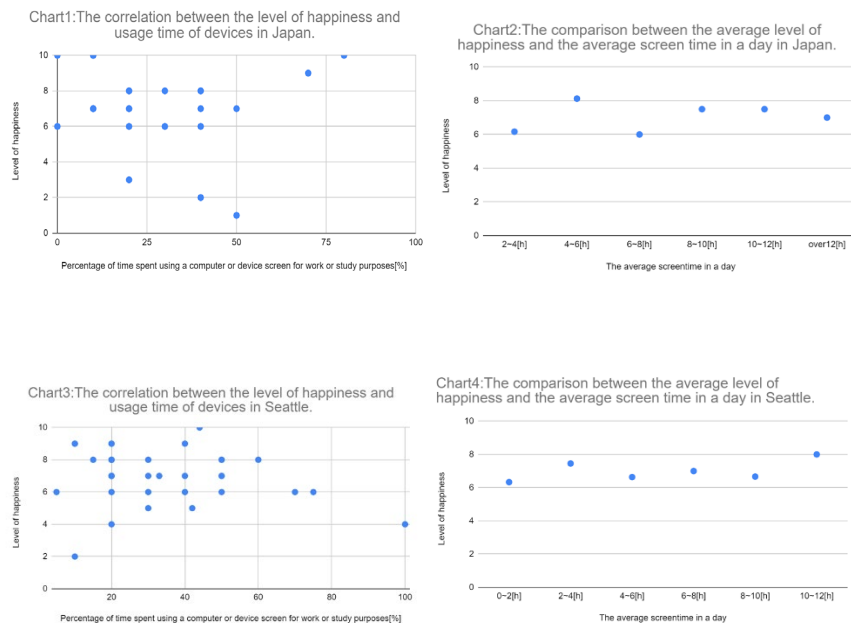 Chart1:The correlation between the level of happiness and
usage time of devices in Japan.
10
8
6
4
2
0
Level of happiness
0 25 50 75 100
Percentage of time spent using a computer or device screen for work or study purposes[%]
Chart2:The comparison between the average level of
happiness and the average screen time in a day in Japan.
10
8
6
4
2
0
Level of happiness
2~4[h] 4~6[h] 6~8[h] 8~10[h] 10~12[h] over12[h]
The average screentime in a day
Chart3:The correlation between the level of happiness and
usage time of devices in Seattle.
10
8
6
4
2
0
Level of happiness
20 40 60 80 100
Percentage of time spent using a computer or device screen for work or study purposes[%]
Chart4:The comparison between the average level of
happiness and the average screen time in a day in Seattle.
10
8
6
4
2
0
Level of happiness
0~2[h] 2~4[h] 4~6[h] 6~8[h] 8~10[h] 10~12[h]
The average screentime in a day